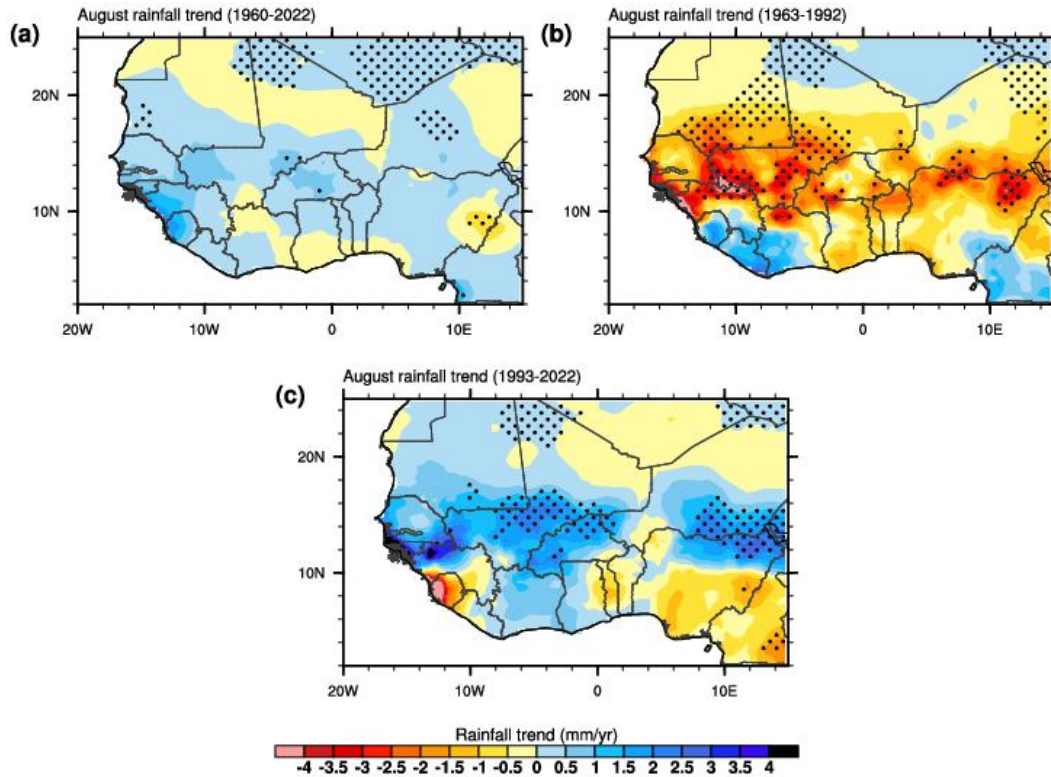 August rainfall trend (1960-2022)
(a)
20N
10N
20W 10W 0 10E
August rainfall trend (1963-1992)
(b)
20N
10N
20W 10W 0 10E
August rainfall trend (1993-2022)
(c)
20N
10N
20W 10W 0 10E
Rainfall trend (mm/yr)
-4 -3.5 -3 -2.5 -2 -1.5 -1 -0.5 0 0.5 1 1.5 2 2.5 3 3.5 4